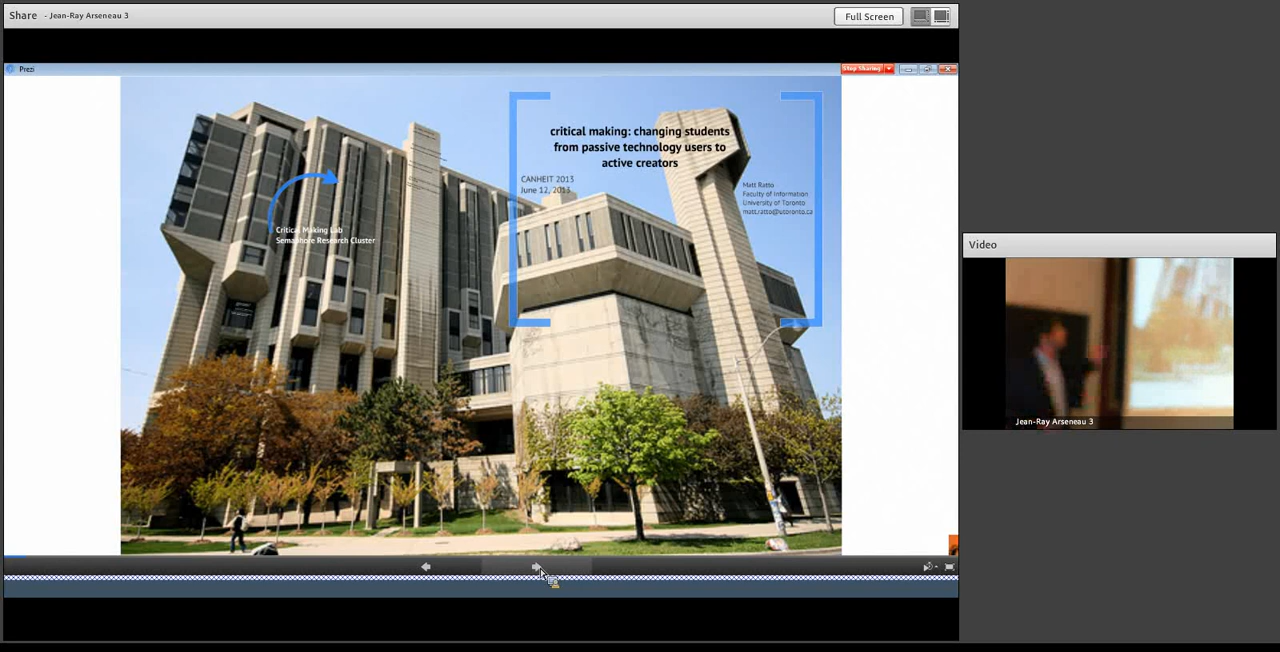 Share - Jean-Ray Arseneau 3
Full Screen
Prezi
Stop Sharing
critical making: changing students
from passive technology users to
active creators
CANHEIT 2013
June 12, 2013
Matt Ratto
Faculty of Information
University of Toronto
matt.ratto@utoronto.ca
Critical Making Lab
Semaphore Research Cluster
Video
Jean-Ray Arseneau 3